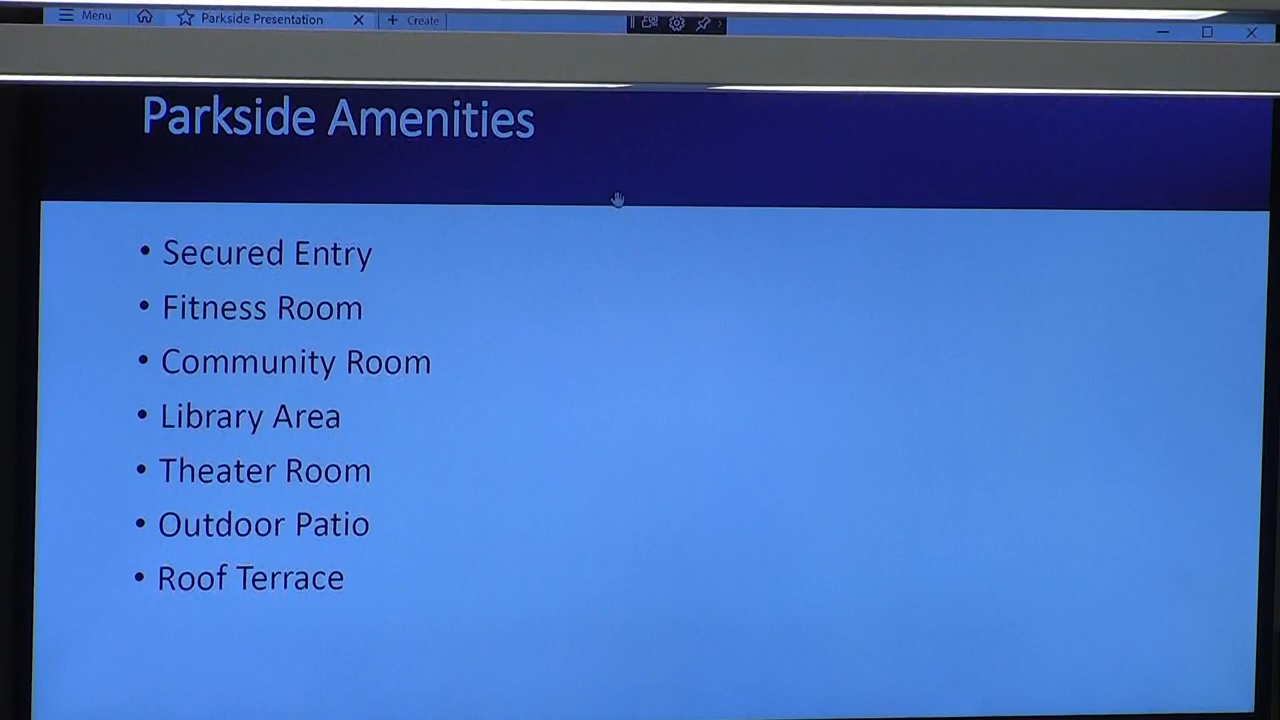 Menu
Parkside Presentation
Create
Parkside Amenities
• Secured Entry
• Fitness Room
• Community Room
• Library Area
• Theater Room
• Outdoor Patio
• Roof Terrace